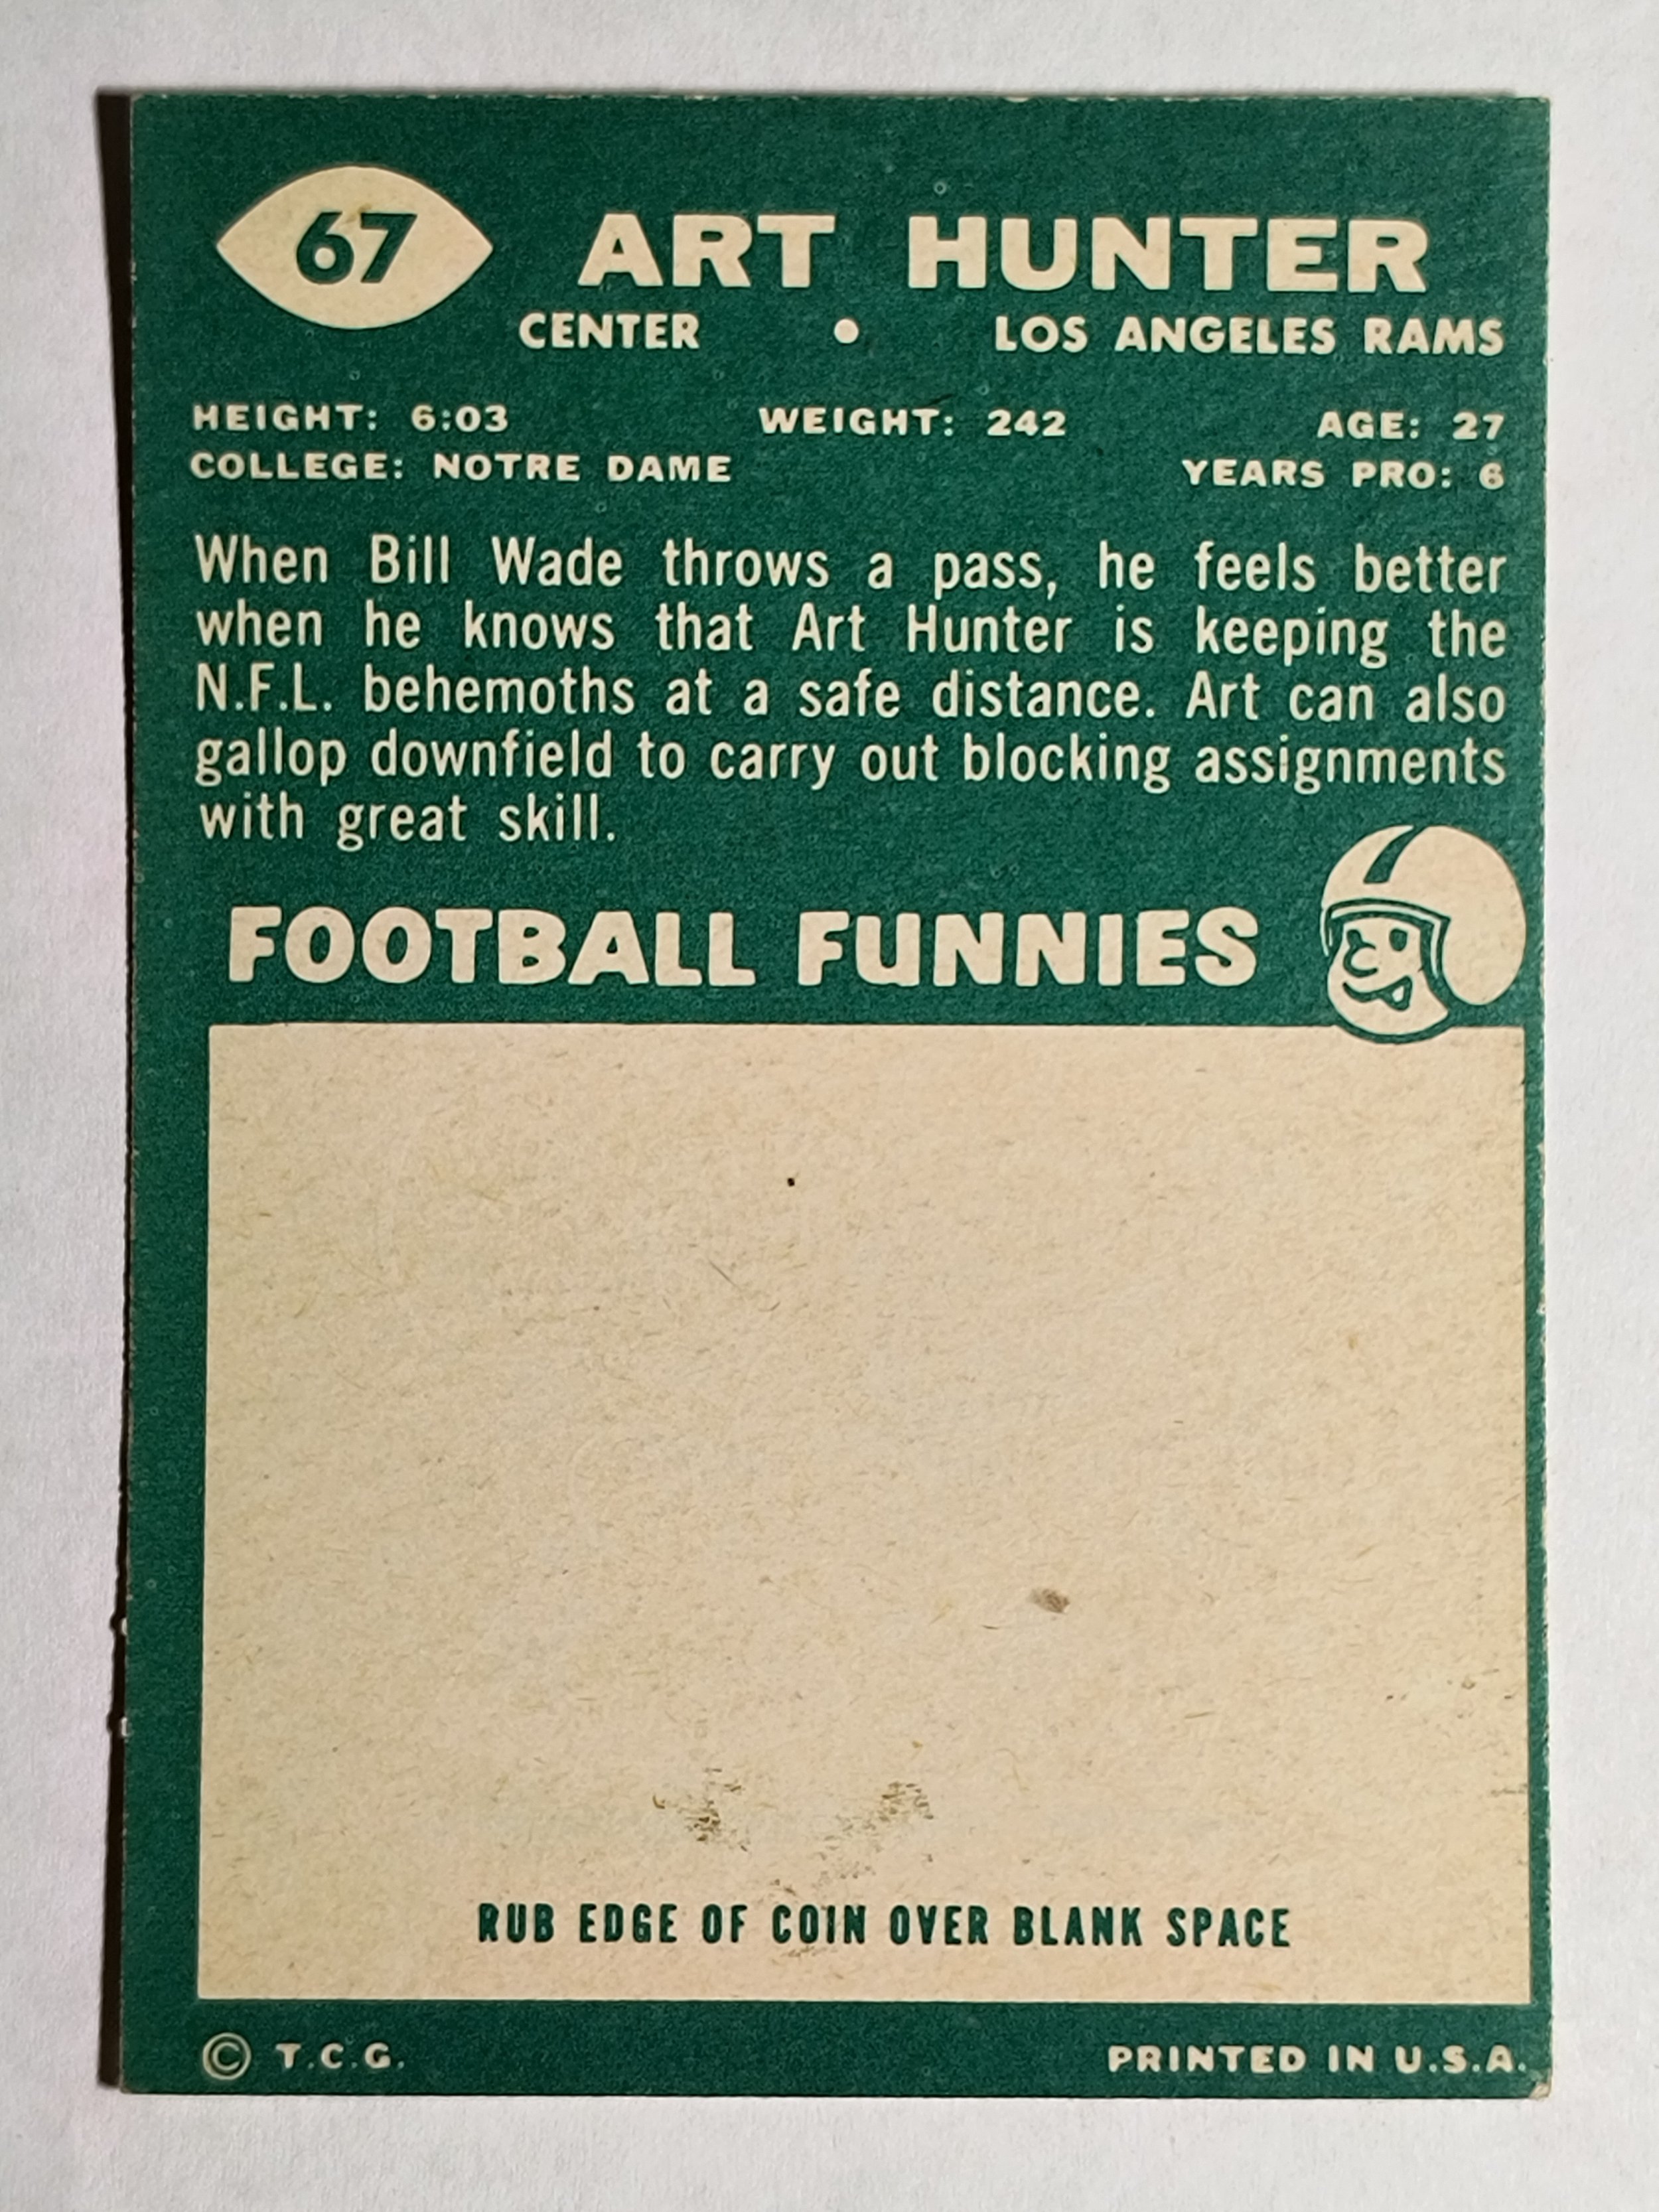 67 ART HUNTER
CENTER • LOS ANGELES RAMS
HEIGHT: 6:03 WEIGHT: 242 AGE: 27
COLLEGE: NOTRE DAME YEARS PRO: 6
When Bill Wade throws a pass, he feels better
when he knows that Art Hunter is keeping the
N.F.L. behemoths at a safe distance. Art can also
gallop downfield to carry out blocking assignments
with great skill.
FOOTBALL FUNNIES
RUB EDGE OF COIN OVER BLANK SPACE
© T.C.G. PRINTED IN U.S.A.